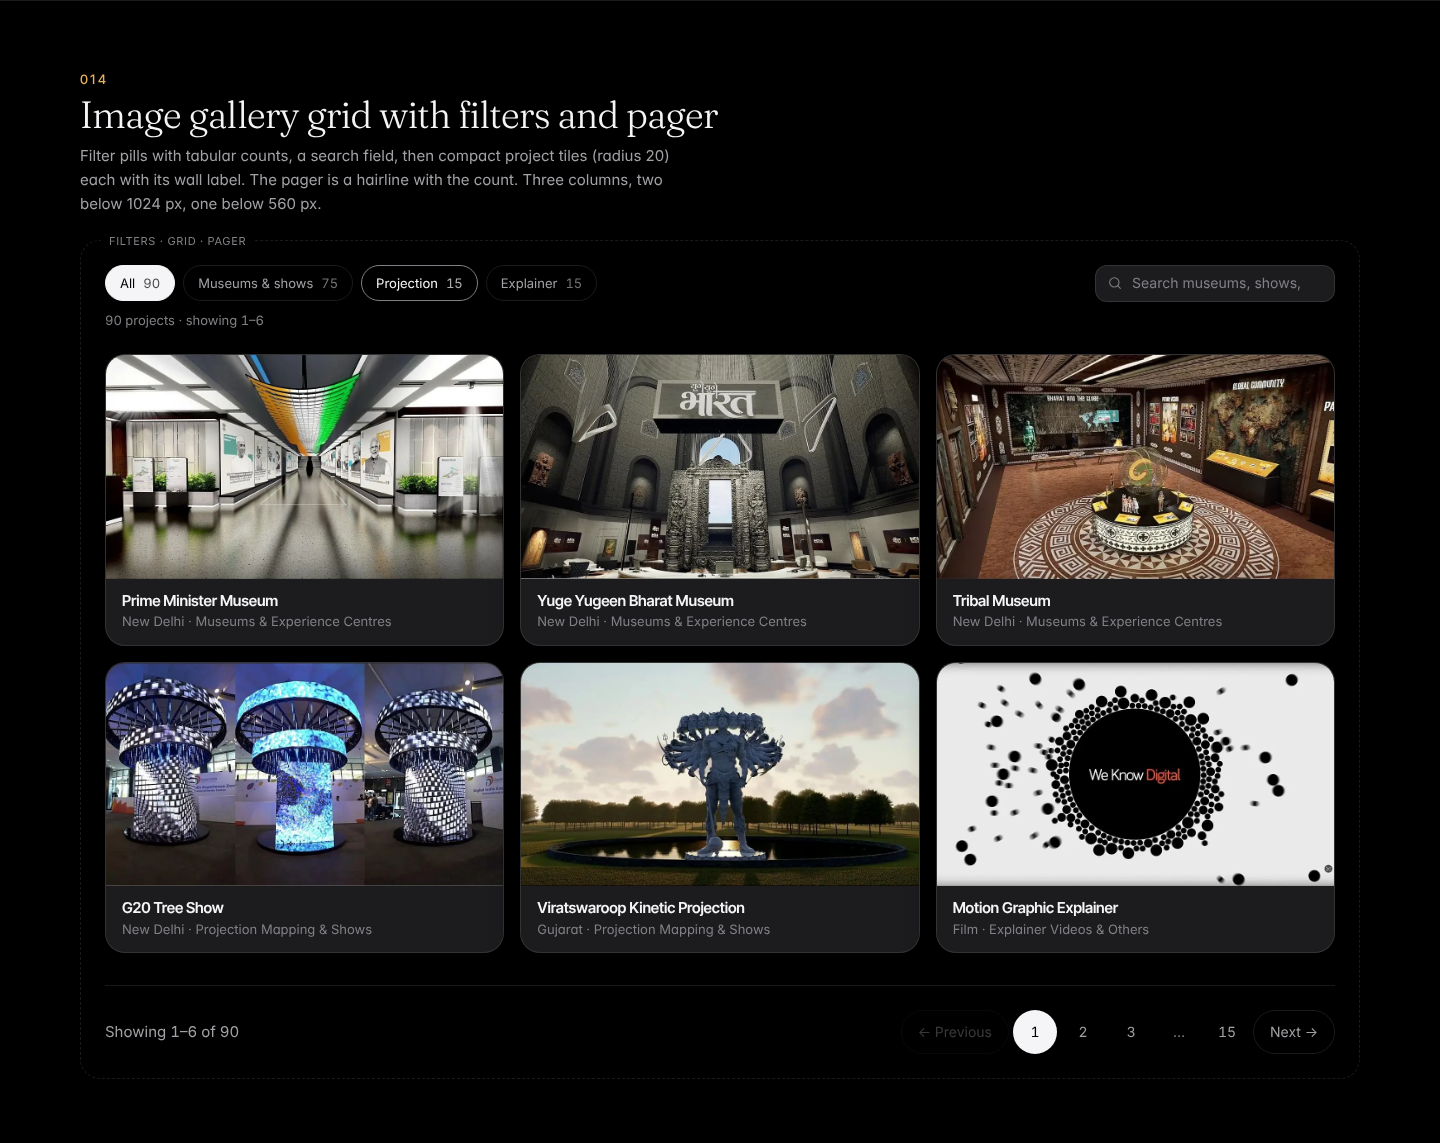 014
Image gallery grid with filters and pager
Filter pills with tabular counts, a search field, then compact project tiles (radius 20)
each with its wall label. The pager is a hairline with the count. Three columns, two
below 1024 px, one below 560 px.
FILTERS · GRID · PAGER
All 90
Museums & shows 75
Projection 15
Explainer 15
Search museums, shows,
90 projects · showing 1–6
युगे युगीन
भारत
BHARAT AND THE GLOBE
GLOBAL COMMUNITY
Prime Minister Museum
New Delhi · Museums & Experience Centres
Yuge Yugeen Bharat Museum
New Delhi · Museums & Experience Centres
Tribal Museum
New Delhi · Museums & Experience Centres
We Know Digital
G20 Tree Show
New Delhi · Projection Mapping & Shows
Viratswaroop Kinetic Projection
Gujarat · Projection Mapping & Shows
Motion Graphic Explainer
Film · Explainer Videos & Others
Showing 1–6 of 90
← Previous
1
2
3
...
15
Next →